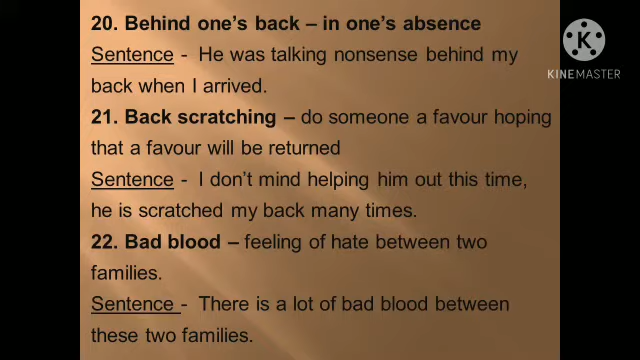 20. Behind one's back – in one's absence
Sentence - He was talking nonsense behind my
back when I arrived.
21. Back scratching – do someone a favour hoping
that a favour will be returned
Sentence - I don't mind helping him out this time,
he is scratched my back many times.
22. Bad blood – feeling of hate between two
families.
Sentence - There is a lot of bad blood between
these two families.
K
KINEMASTER